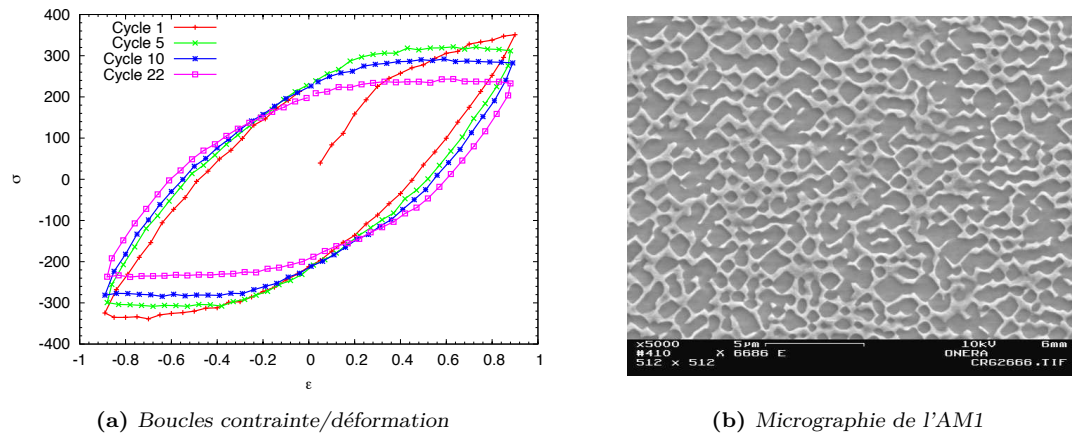 400
300
200
100
0
-100
-200
-300
-400
σ
Cycle 1
Cycle 5
Cycle 10
Cycle 22
-1 -0.8 -0.6 -0.4 -0.2 0 0.2 0.4 0.6 0.8 1
ε
(a) Boucles contrainte/déformation
x5000 5µm 10kV 6mm
#410 X 6686 E ONERA
512 x 512 CRG2666.TIF
(b) Micrographie de l'AM1